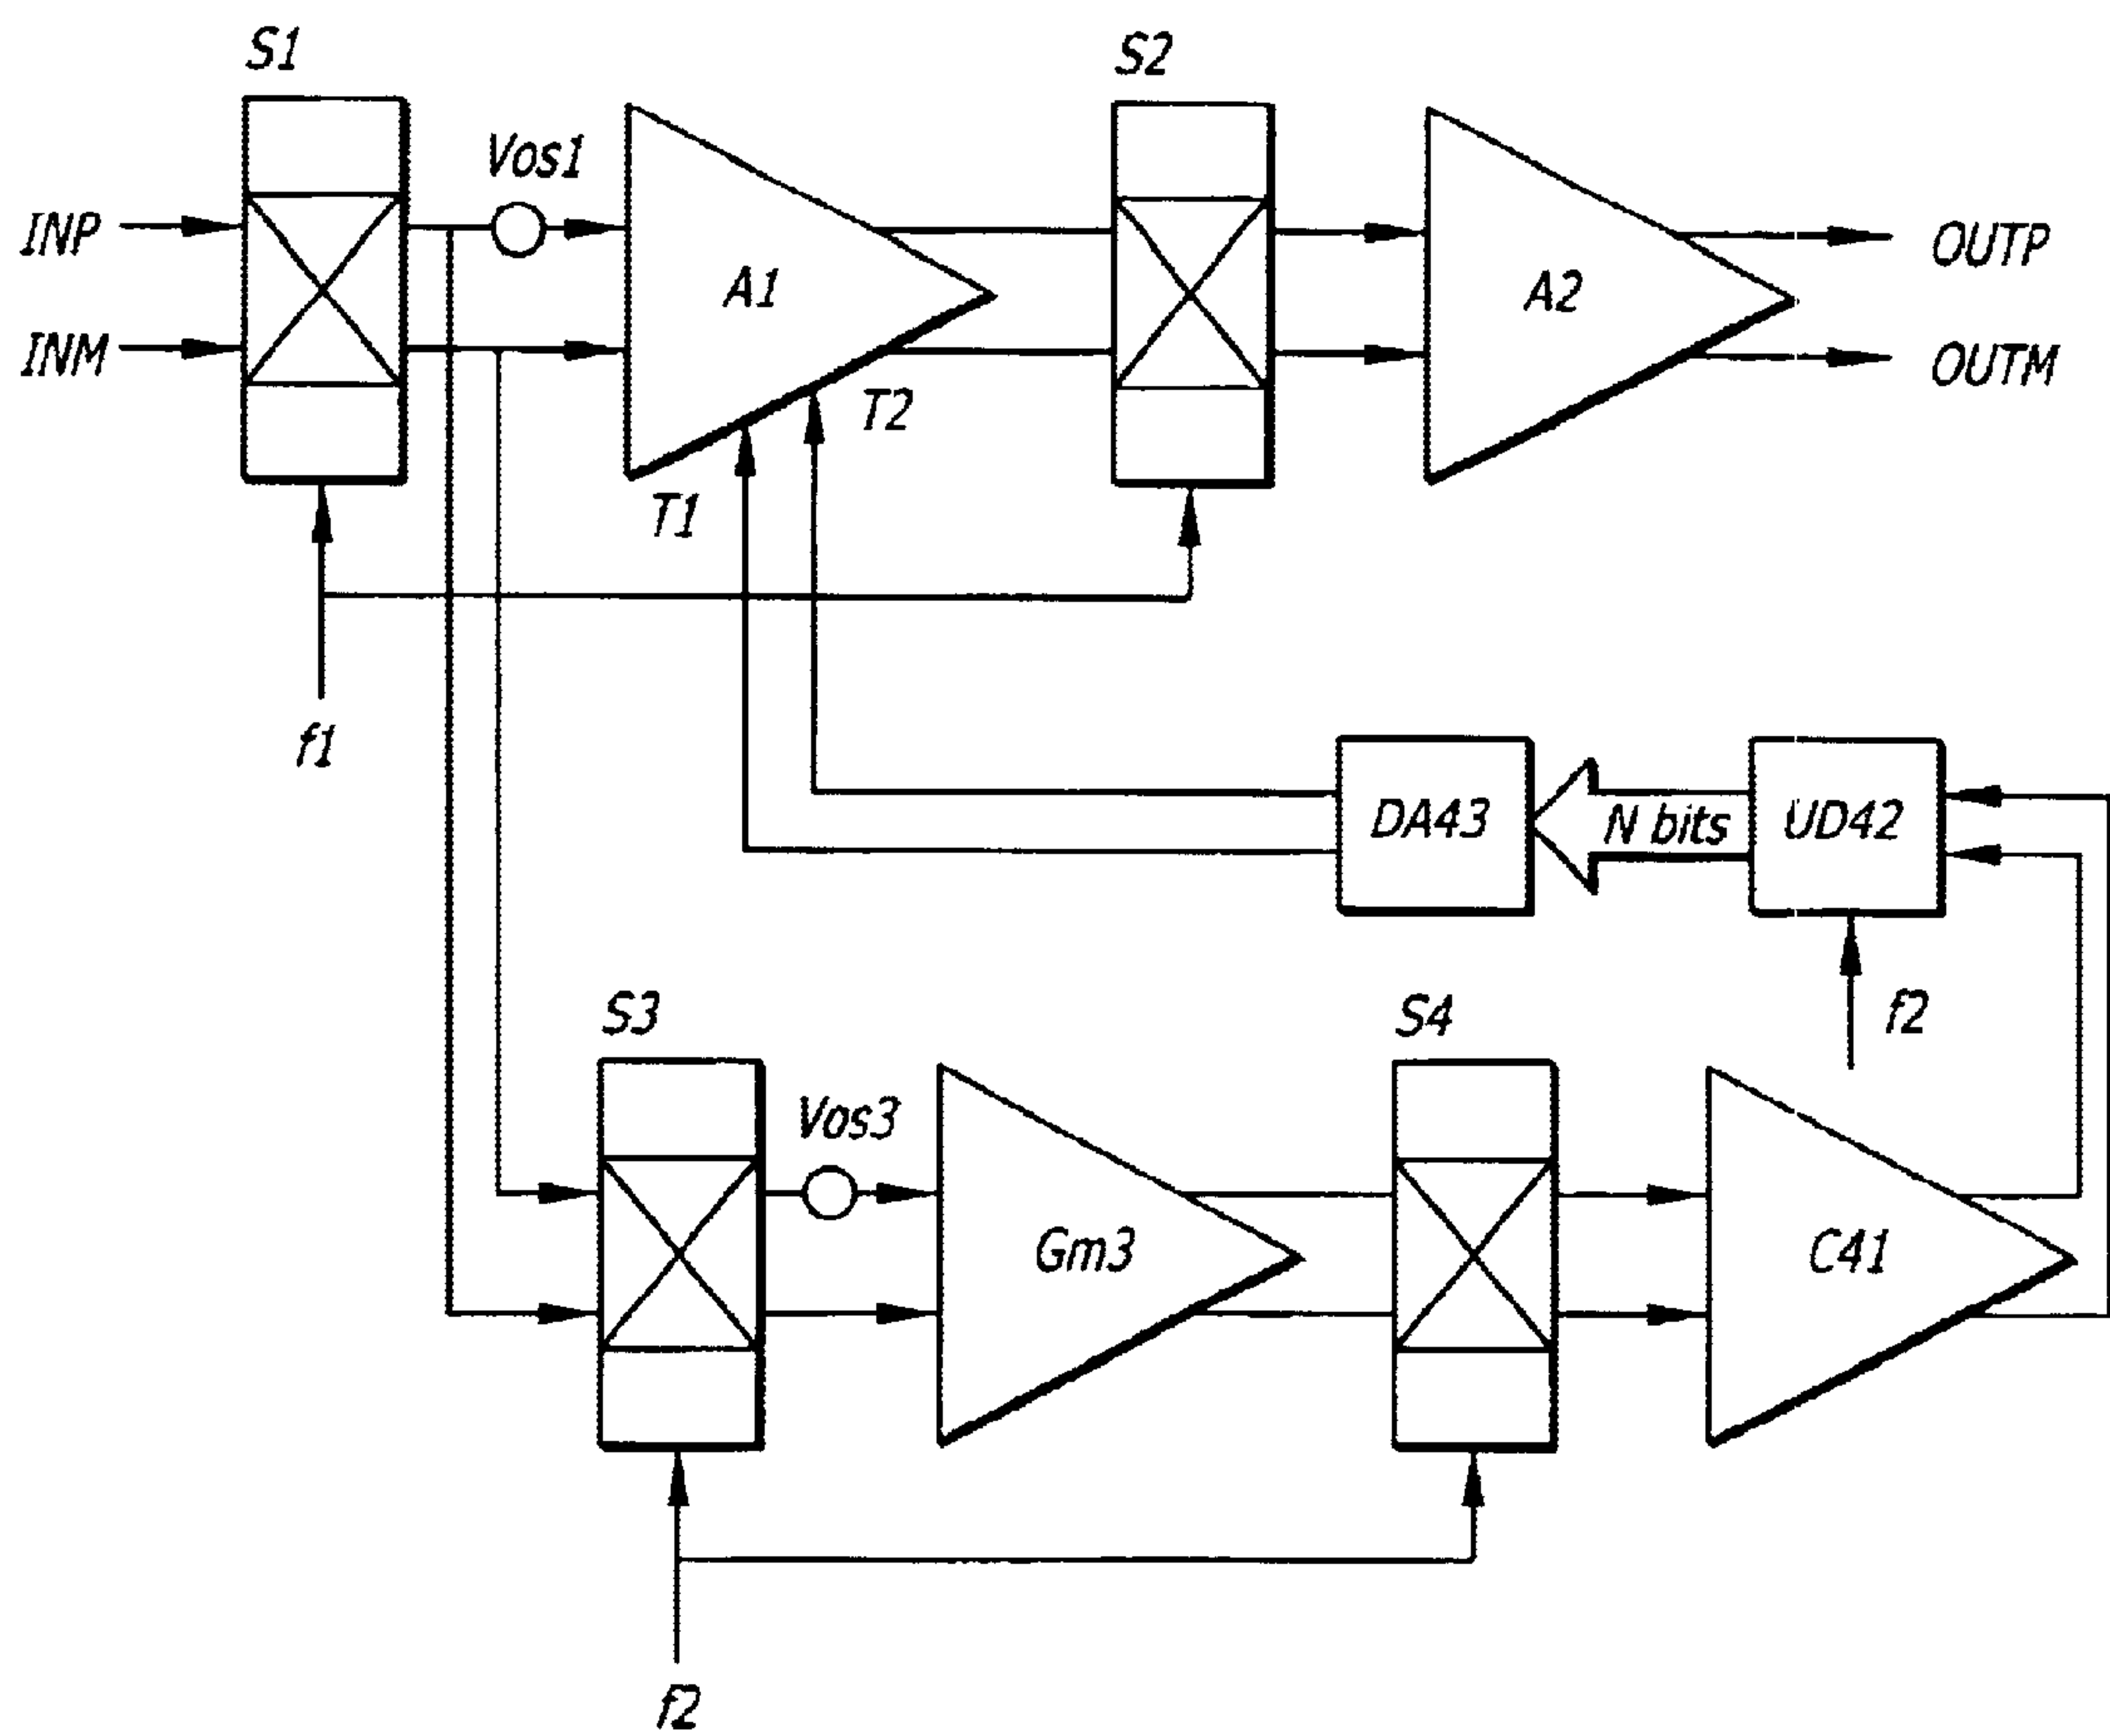 S1
S2
Vos1
INP
A1
A2
OUTP
INM
OUTM
T2
T1
f1
DA43
N bits
UD42
S3
S4
f2
Vos3
Gm3
C41
f2